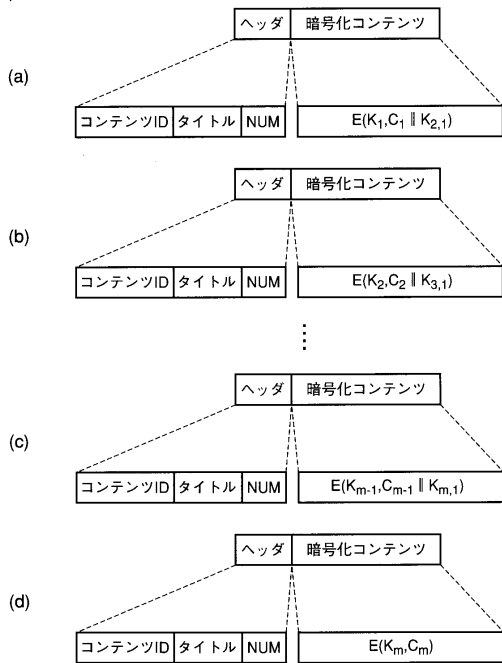 ヘッダ 暗号化コンテンツ
(a)
コンテンツID タイトル NUM E(K1,C1 ∥ K2,1)
ヘッダ 暗号化コンテンツ
(b)
コンテンツID タイトル NUM E(K2,C2 ∥ K3,1)
ヘッダ 暗号化コンテンツ
(c)
コンテンツID タイトル NUM E(Km-1,Cm-1 ∥ Km,1)
ヘッダ 暗号化コンテンツ
(d)
コンテンツID タイトル NUM E(Km,Cm)